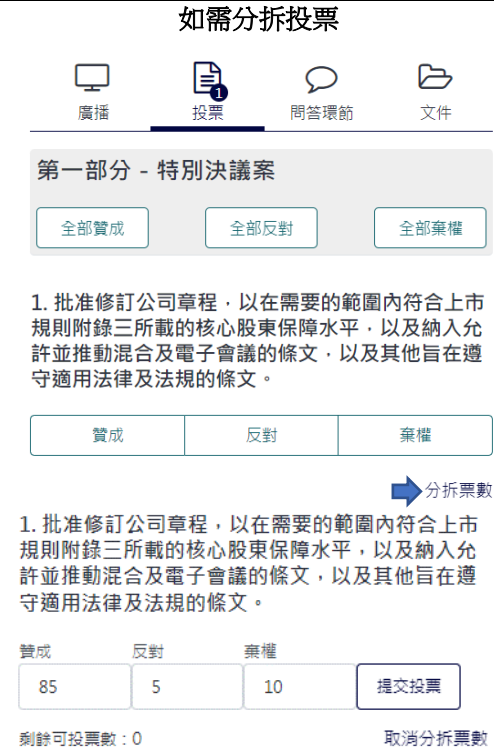 如需分拆投票
1
廣播 投票 問答環節 文件
第一部分 - 特別決議案
全部贊成 全部反對 全部棄權
1. 批准修訂公司章程，以在需要的範圍內符合上市
規則附錄三所載的核心股東保障水平，以及納入允
許並推動混合及電子會議的條文，以及其他旨在遵
守適用法律及法規的條文。
贊成 反對 棄權
分拆票數
1. 批准修訂公司章程，以在需要的範圍內符合上市
規則附錄三所載的核心股東保障水平，以及納入允
許並推動混合及電子會議的條文，以及其他旨在遵
守適用法律及法規的條文。
贊成 反對 棄權
85 5 10 提交投票
剩餘可投票數：0 取消分拆票數